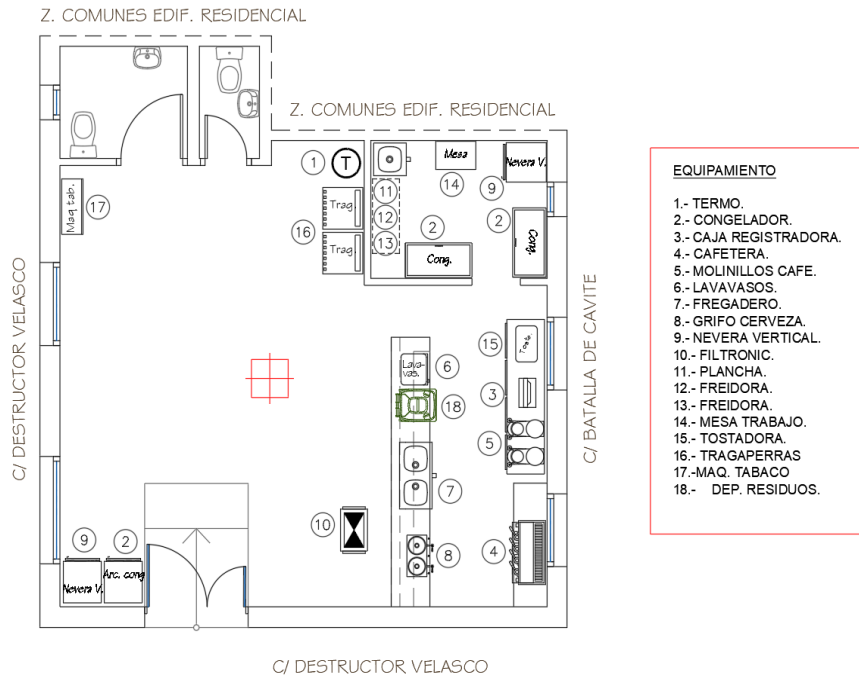 Z. COMUNES EDIF. RESIDENCIAL
Z. COMUNES EDIF. RESIDENCIAL
1
T
Mesa
Nevera V.
11
14
9
Maq tab.
17
Trag.
12
2
2
16
Trag.
13
Cong.
Cong.
C/ DESTRUCTOR VELASCO
C/ BATALLA DE CAVITE
15
Tosta.
Lava-
vas.
6
3
18
5
7
10
8
4
9
2
Nevera V.
Arc. cong
C/ DESTRUCTOR VELASCO
EQUIPAMIENTO
1.- TERMO.
2.- CONGELADOR.
3.- CAJA REGISTRADORA.
4.- CAFETERA.
5.- MOLINILLOS CAFE.
6.- LAVAVASOS.
7.- FREGADERO.
8.- GRIFO CERVEZA.
9.- NEVERA VERTICAL.
10.- FILTRONIC.
11.- PLANCHA.
12.- FREIDORA.
13.- FREIDORA.
14.- MESA TRABAJO.
15.- TOSTADORA.
16.- TRAGAPERRAS
17.-MAQ. TABACO
18.- DEP. RESIDUOS.